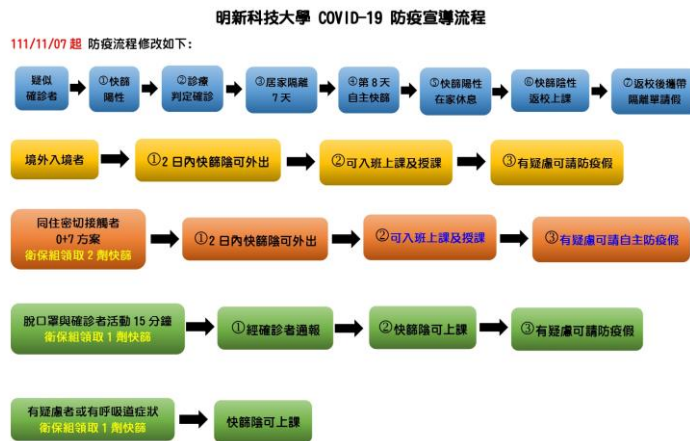 明新科技大學 COVID-19 防疫宣導流程
111/11/07 起 防疫流程修改如下：
疑似
確診者
①快篩
陽性
②診療
判定確診
③居家隔離
7 天
④第 8 天
自主快篩
⑤快篩陽性
在家休息
⑥快篩陰性
返校上課
⑦返校後攜帶
隔離單請假
境外入境者
①2 日內快篩陰可外出
②可入班上課及授課
③有疑慮可請防疫假
同住密切接觸者
0+7 方案
衛保組領取 2 劑快篩
①2 日內快篩陰可外出
②可入班上課及授課
③有疑慮可請自主防疫假
脫口罩與確診者活動 15 分鐘
衛保組領取 1 劑快篩
①經確診者通報
②快篩陰可上課
③有疑慮可請防疫假
有疑慮者或有呼吸道症狀
衛保組領取 1 劑快篩
快篩陰可上課